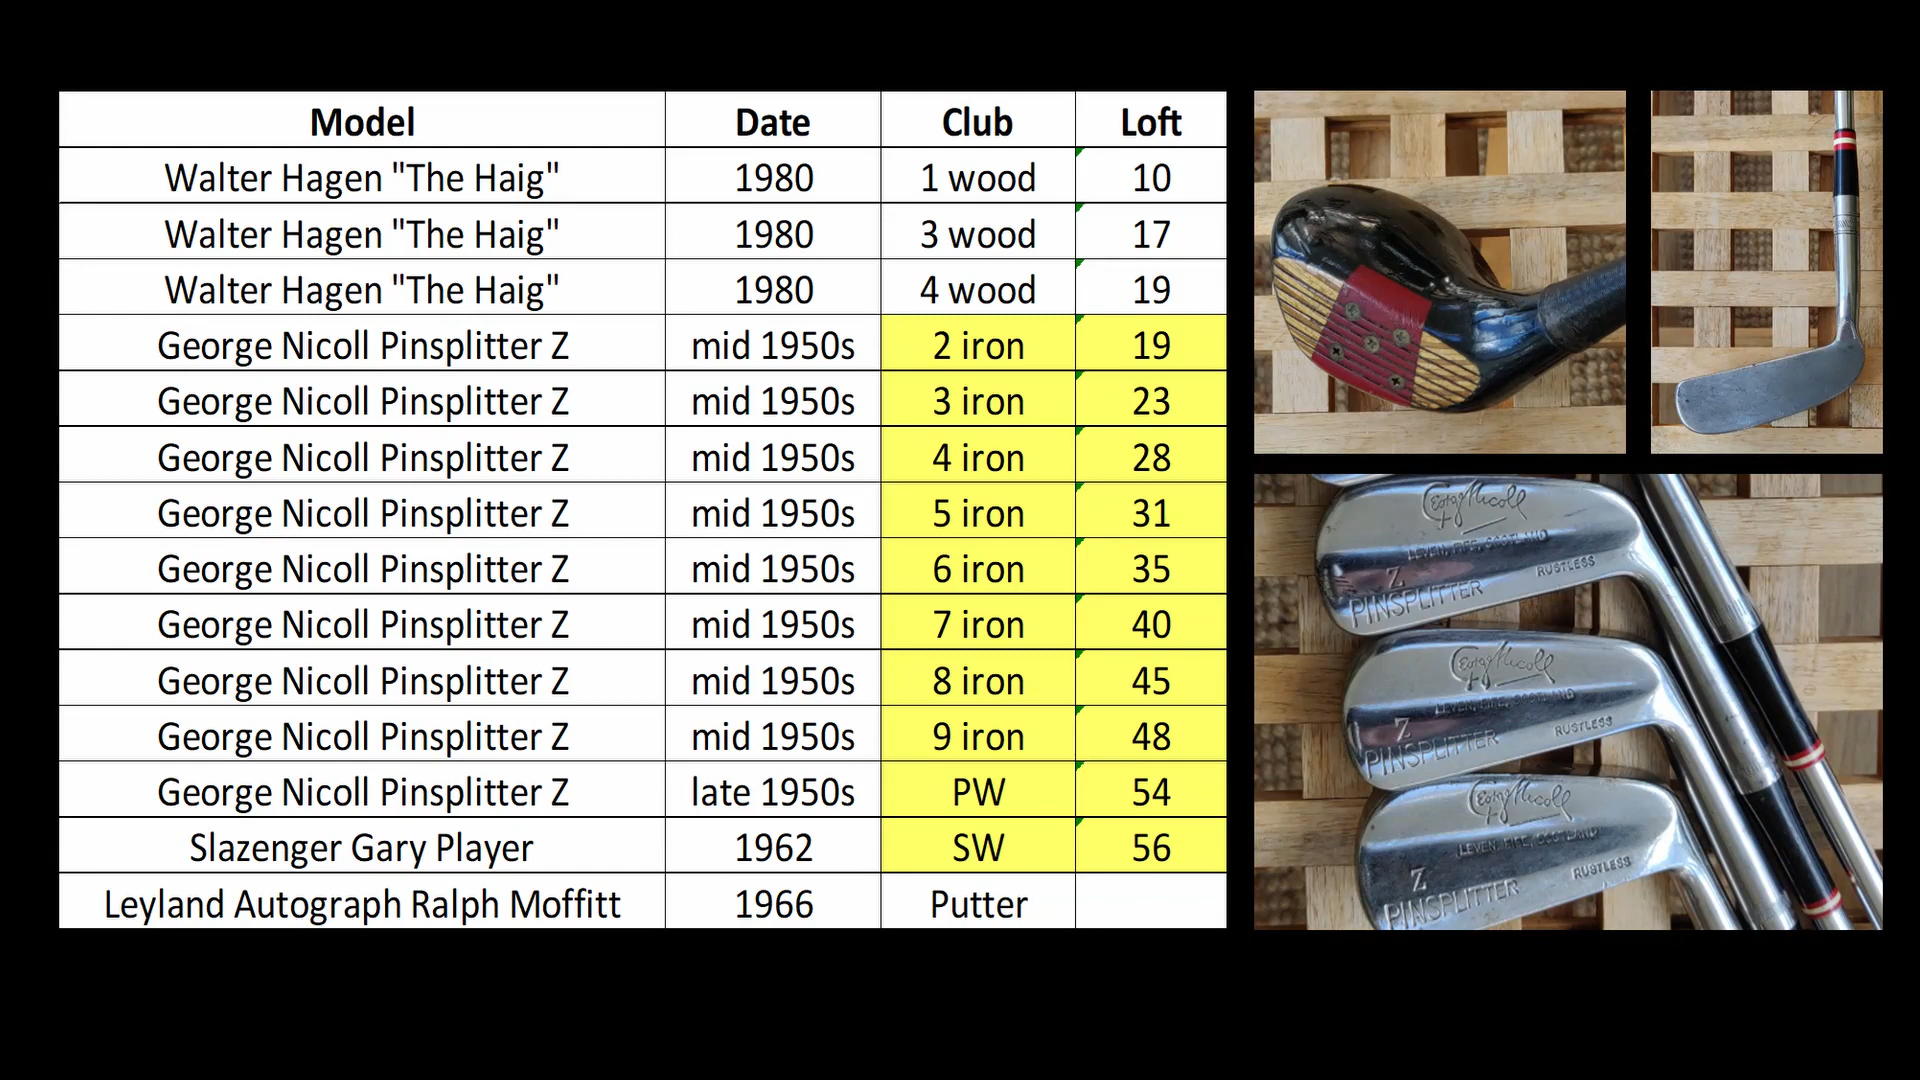 Model Date Club Loft
Walter Hagen "The Haig" 1980 1 wood 10
Walter Hagen "The Haig" 1980 3 wood 17
Walter Hagen "The Haig" 1980 4 wood 19
George Nicoll Pinsplitter Z mid 1950s 2 iron 19
George Nicoll Pinsplitter Z mid 1950s 3 iron 23
George Nicoll Pinsplitter Z mid 1950s 4 iron 28
George Nicoll Pinsplitter Z mid 1950s 5 iron 31
George Nicoll Pinsplitter Z mid 1950s 6 iron 35
George Nicoll Pinsplitter Z mid 1950s 7 iron 40
George Nicoll Pinsplitter Z mid 1950s 8 iron 45
George Nicoll Pinsplitter Z mid 1950s 9 iron 48
George Nicoll Pinsplitter Z late 1950s PW 54
Slazenger Gary Player 1962 SW 56
Leyland Autograph Ralph Moffitt 1966 Putter
George Nicoll
LEVEN, FIFE, SCOTLAND
Z RUSTLESS
PINSPLITTER
George Nicoll
LEVEN, FIFE, SCOTLAND
Z RUSTLESS
PINSPLITTER
George Nicoll
LEVEN, FIFE, SCOTLAND
Z RUSTLESS
PINSPLITTER